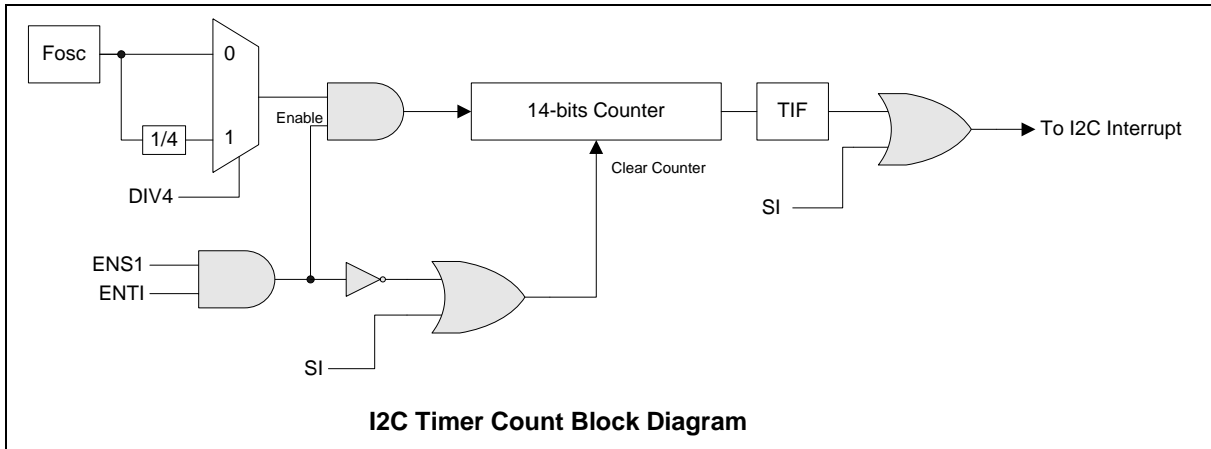 Fosc
0
1/4
1
DIV4
Enable
14-bits Counter
TIF
To I2C Interrupt
Clear Counter
SI
ENS1
ENTI
SI
I2C Timer Count Block Diagram